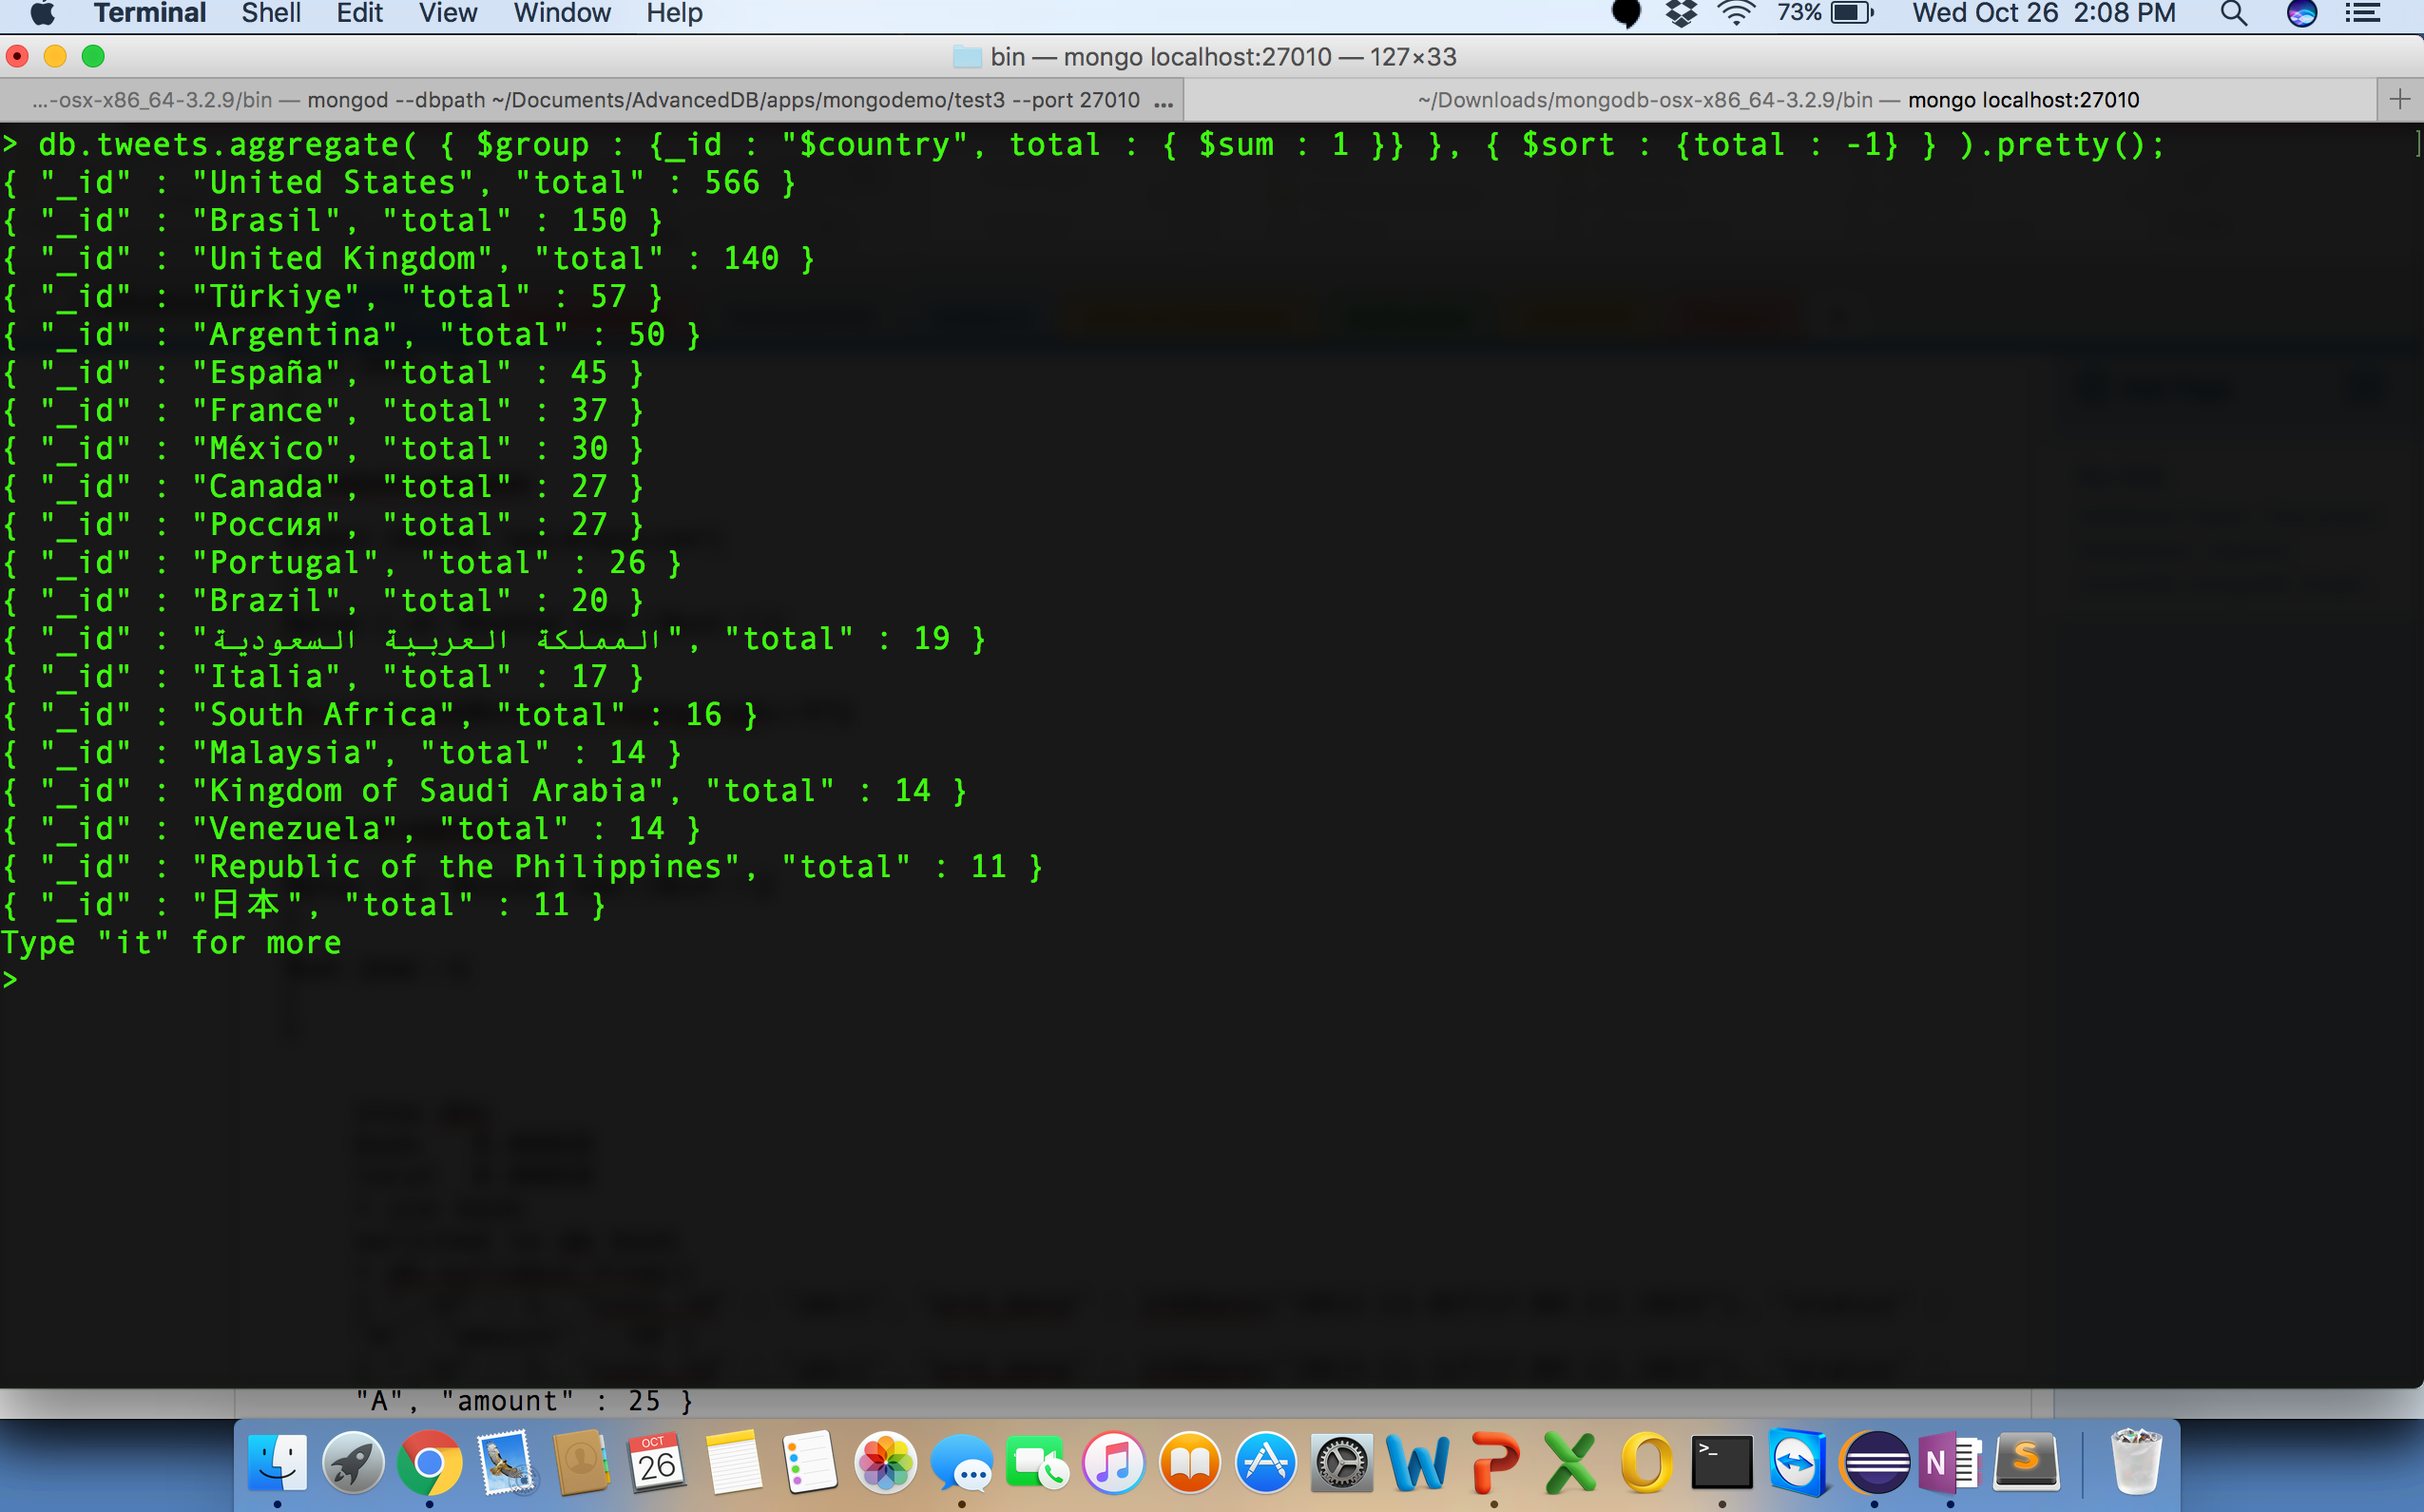 Terminal Shell Edit View Window Help 73% Wed Oct 26 2:08 PM
bin — mongo localhost:27010 — 127×33
...-osx-x86_64-3.2.9/bin — mongod --dbpath ~/Documents/AdvancedDB/apps/mongodemo/test3 --port 27010 ... ~/Downloads/mongodb-osx-x86_64-3.2.9/bin — mongo localhost:27010
> db.tweets.aggregate( { $group : {_id : "$country", total : { $sum : 1 }} }, { $sort : {total : -1} } ).pretty();
{ "_id" : "United States", "total" : 566 }
{ "_id" : "Brasil", "total" : 150 }
{ "_id" : "United Kingdom", "total" : 140 }
{ "_id" : "Türkiye", "total" : 57 }
{ "_id" : "Argentina", "total" : 50 }
{ "_id" : "España", "total" : 45 }
{ "_id" : "France", "total" : 37 }
{ "_id" : "México", "total" : 30 }
{ "_id" : "Canada", "total" : 27 }
{ "_id" : "Россия", "total" : 27 }
{ "_id" : "Portugal", "total" : 26 }
{ "_id" : "Brazil", "total" : 20 }
{ "_id" : "المملكة العربية السعودية", "total" : 19 }
{ "_id" : "Italia", "total" : 17 }
{ "_id" : "South Africa", "total" : 16 }
{ "_id" : "Malaysia", "total" : 14 }
{ "_id" : "Kingdom of Saudi Arabia", "total" : 14 }
{ "_id" : "Venezuela", "total" : 14 }
{ "_id" : "Republic of the Philippines", "total" : 11 }
{ "_id" : "日本", "total" : 11 }
Type "it" for more
>
"A", "amount" : 25 }
OCT
26
>_
N
S